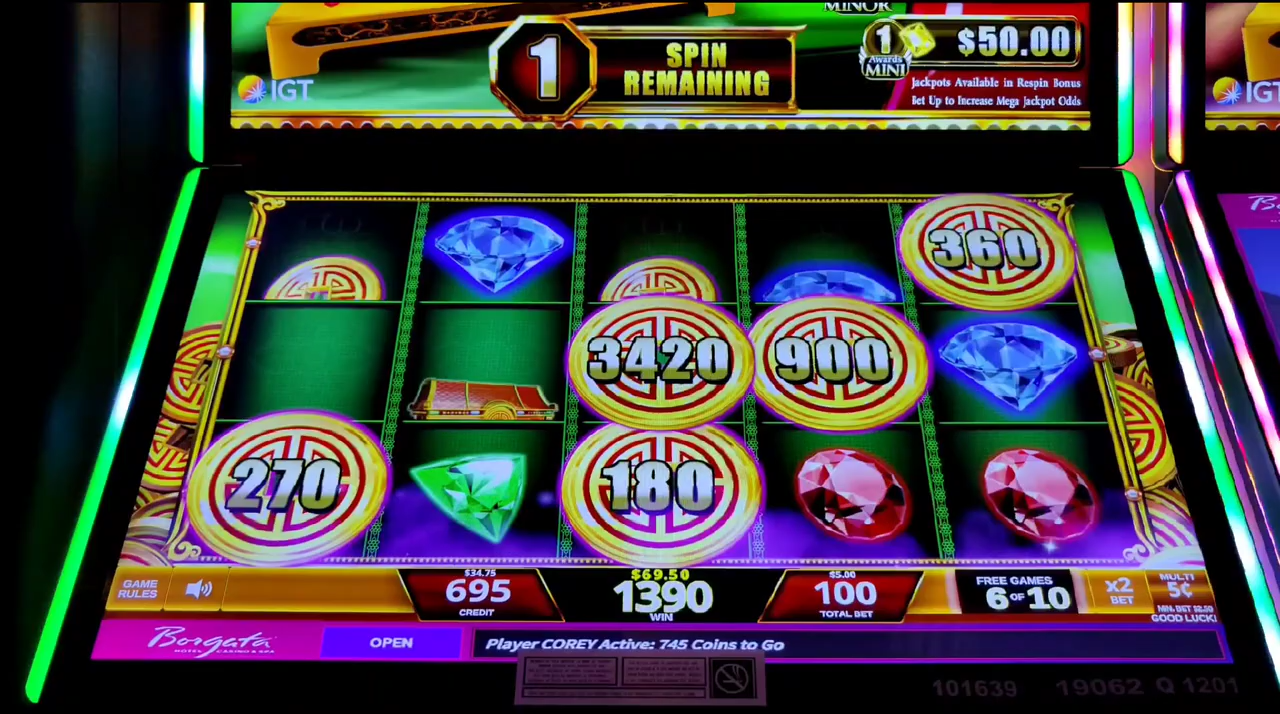 MINOR
1
SPIN
REMAINING
1
Awards
MINI
$50.00
Jackpots Available in Respin Bonus
Bet Up to Increase Mega Jackpot Odds
IGT
IGT
360
3420
900
270
180
GAME
RULES
$34.75
695
CREDIT
$69.50
1390
WIN
$5.00
100
TOTAL BET
FREE GAMES
6 OF 10
x2
BET
MULTI
5¢
MIN. BET $2.50
GOOD LUCK!
Borgata
HOTEL CASINO & SPA
OPEN
Player COREY Active: 745 Coins to Go
101639
19062 Q 1201